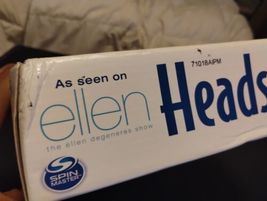 As seen on
71018AIPM
ellen Heads
the ellen degeneres show
SPIN
MASTER